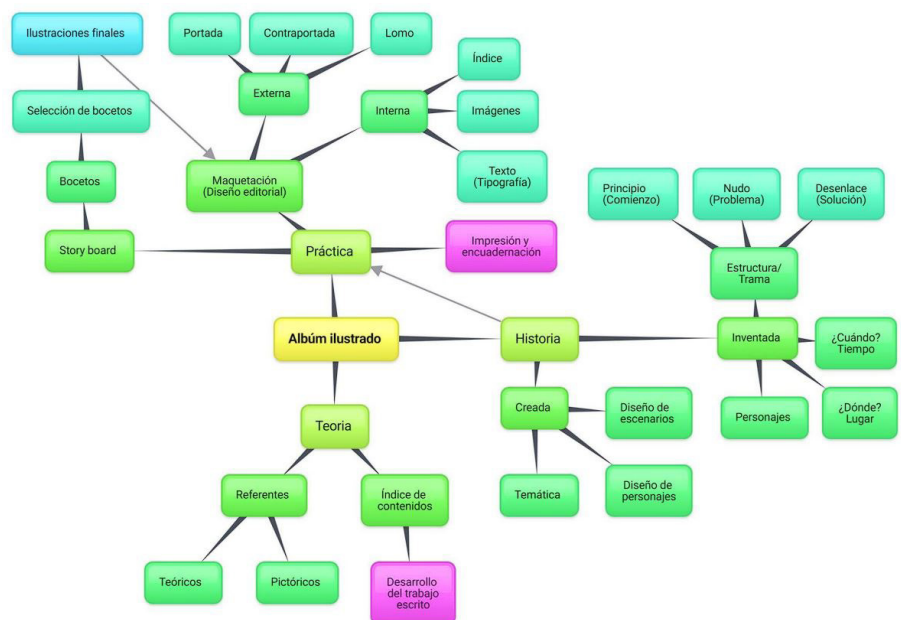 Ilustraciones finales
Portada
Contraportada
Lomo
Índice
Externa
Interna
Imágenes
Selección de bocetos
Texto
(Tipografía)
Bocetos
Maquetación
(Diseño editorial)
Principio
(Comienzo)
Nudo
(Problema)
Desenlace
(Solución)
Story board
Práctica
Impresión y
encuadernación
Estructura/
Trama
Albúm ilustrado
Historia
Inventada
¿Cuándo?
Tiempo
Creada
Diseño de
escenarios
Personajes
¿Dónde?
Lugar
Teoria
Referentes
Índice de
contenidos
Temática
Diseño de
personajes
Teóricos
Pictóricos
Desarrollo
del trabajo
escrito